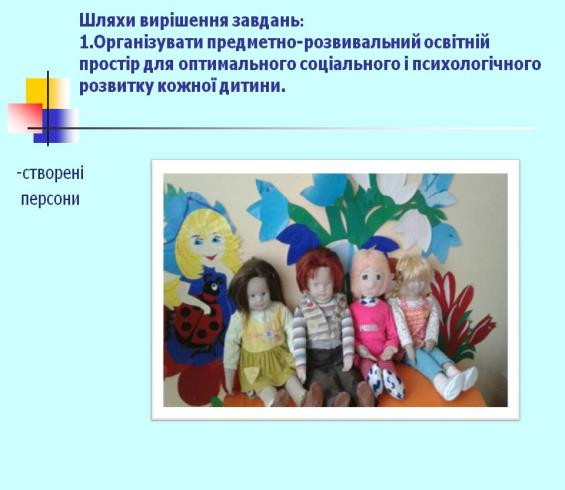 Шляхи вирішення завдань:
1.Організувати предметно-розвивальний освітній
простір для оптимального соціального і психологічного
розвитку кожної дитини.
-створені
персони